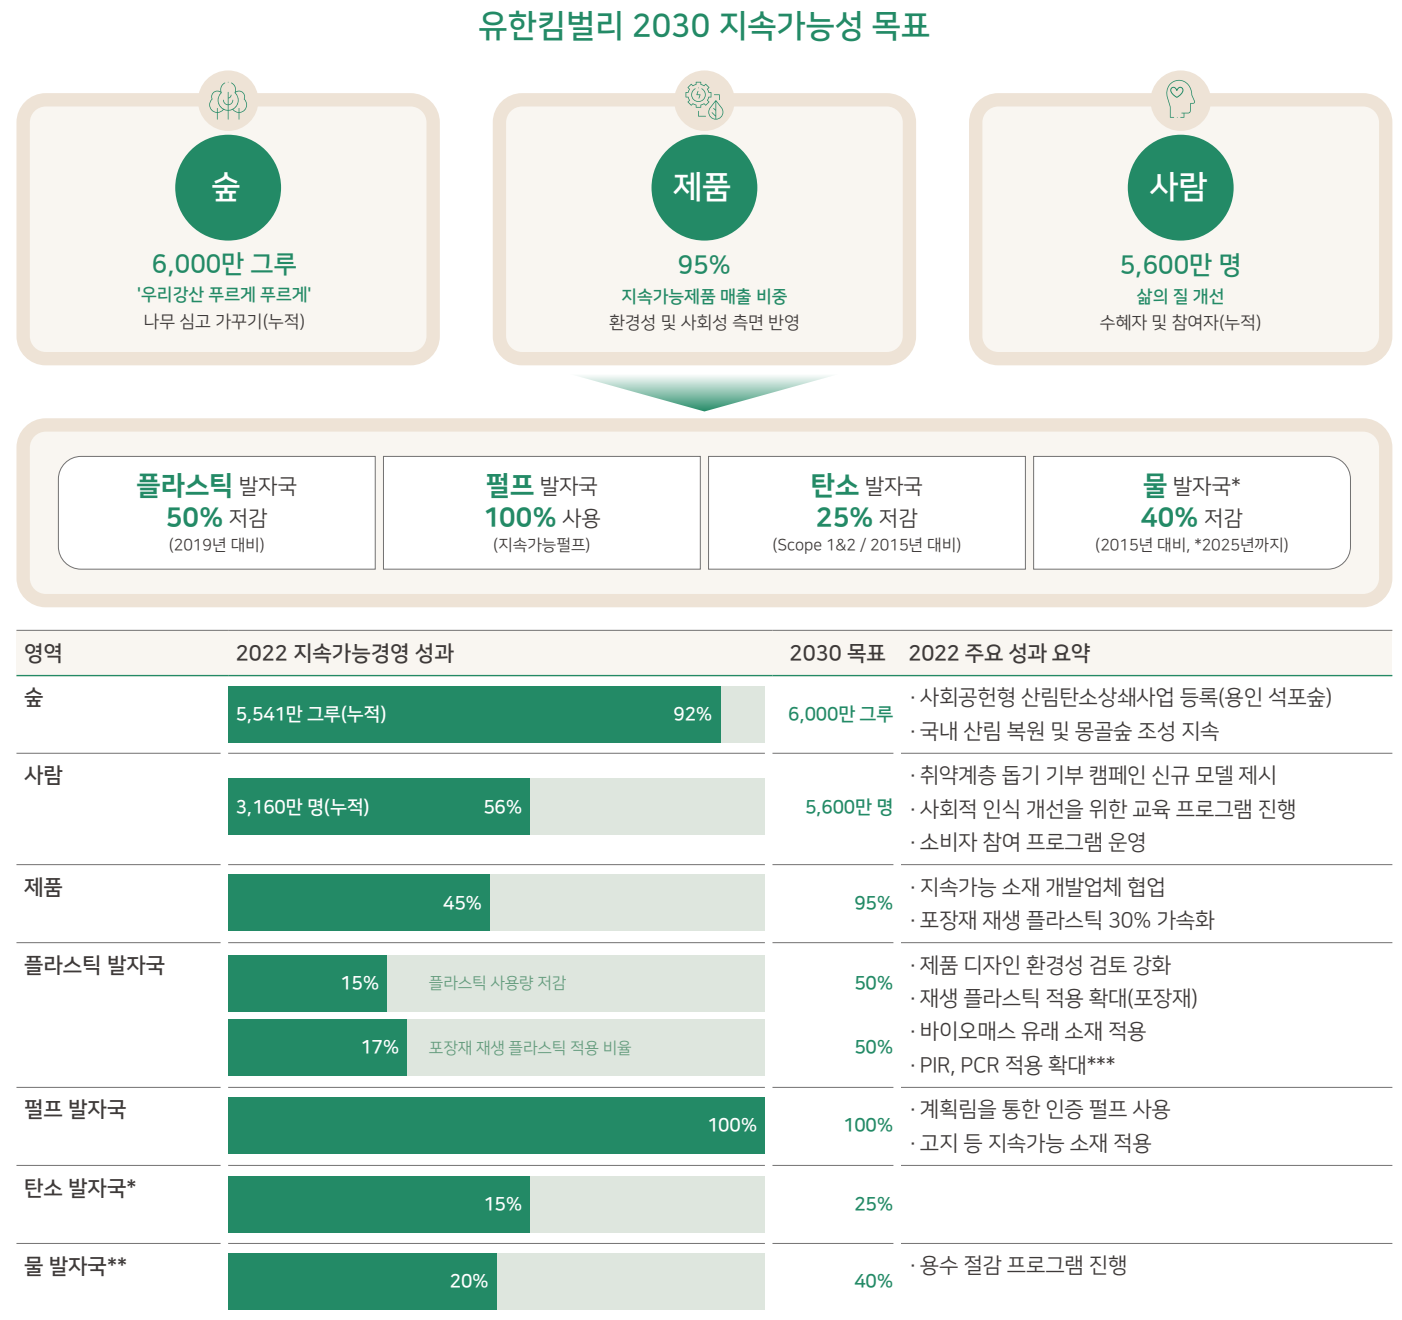 유한킴벌리 2030 지속가능성 목표
숲
6,000만 그루
'우리강산 푸르게 푸르게'
나무 심고 가꾸기(누적)
제품
95%
지속가능제품 매출 비중
환경성 및 사회성 측면 반영
사람
5,600만 명
삶의 질 개선
수혜자 및 참여자(누적)
플라스틱 발자국
50% 저감
(2019년 대비)
펄프 발자국
100% 사용
(지속가능펄프)
탄소 발자국
25% 저감
(Scope 1&2 / 2015년 대비)
물 발자국*
40% 저감
(2015년 대비, *2025년까지)
영역 2022 지속가능경영 성과 2030 목표 2022 주요 성과 요약
숲
5,541만 그루(누적) 92%
6,000만 그루
· 사회공헌형 산림탄소상쇄사업 등록(용인 석포숲)
· 국내 산림 복원 및 몽골숲 조성 지속
사람
3,160만 명(누적) 56%
5,600만 명
· 취약계층 돕기 기부 캠페인 신규 모델 제시
· 사회적 인식 개선을 위한 교육 프로그램 진행
· 소비자 참여 프로그램 운영
제품
45%
95%
· 지속가능 소재 개발업체 협업
· 포장재 재생 플라스틱 30% 가속화
플라스틱 발자국
15% 플라스틱 사용량 저감
50%
17% 포장재 재생 플라스틱 적용 비율
50%
· 제품 디자인 환경성 검토 강화
· 재생 플라스틱 적용 확대(포장재)
· 바이오매스 유래 소재 적용
· PIR, PCR 적용 확대***
펄프 발자국
100%
100%
· 계획림을 통한 인증 펄프 사용
· 고지 등 지속가능 소재 적용
탄소 발자국*
15%
25%
물 발자국**
20%
40%
· 용수 절감 프로그램 진행